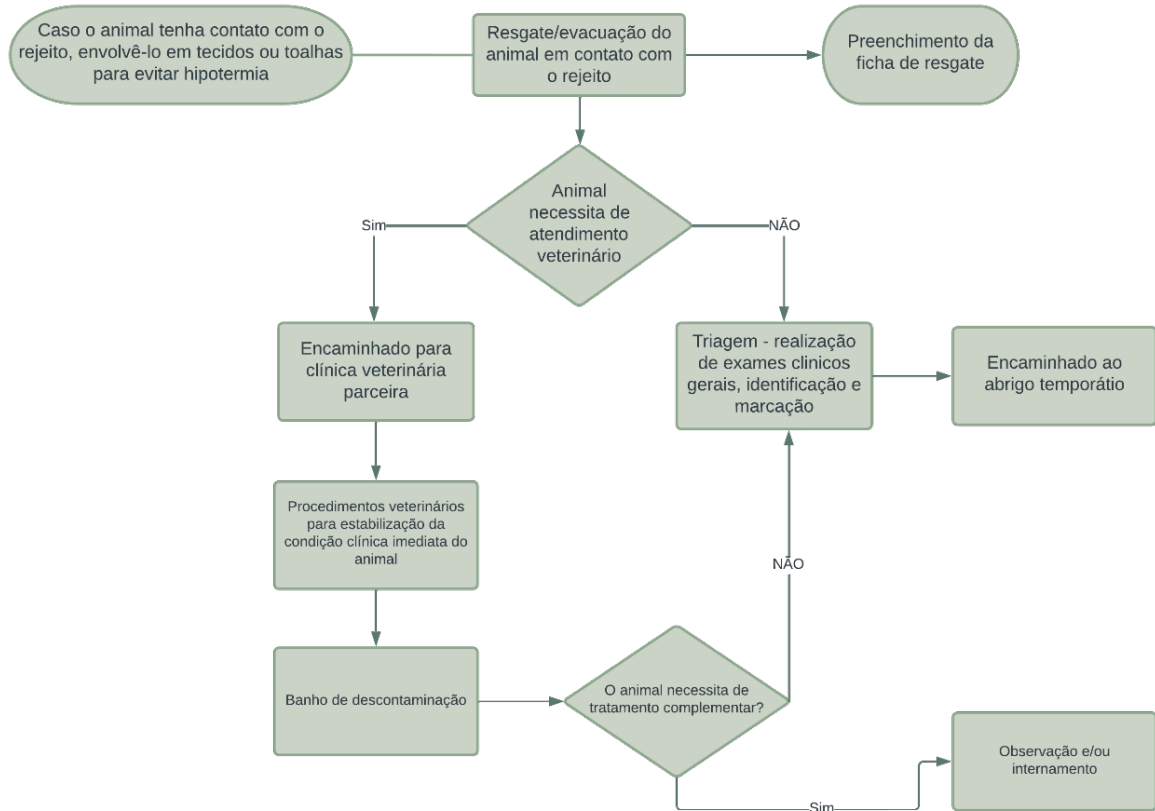 Caso o animal tenha contato com o
rejeito, envolvê-lo em tecidos ou toalhas
para evitar hipotermia
Resgate/evacuação do
animal em contato com
o rejeito
Preenchimento da
ficha de resgate
Animal
necessita de
atendimento
veterinário
Sim
NÃO
Encaminhado para
clínica veterinária
parceira
Triagem - realização
de exames clinicos
gerais, identificação e
marcação
Encaminhado ao
abrigo temporátio
Procedimentos veterinários
para estabilização da
condição clínica imediata do
animal
NÃO
Banho de descontaminação
O animal necessita de
tratamento complementar?
Observação e/ou
internamento
Sim